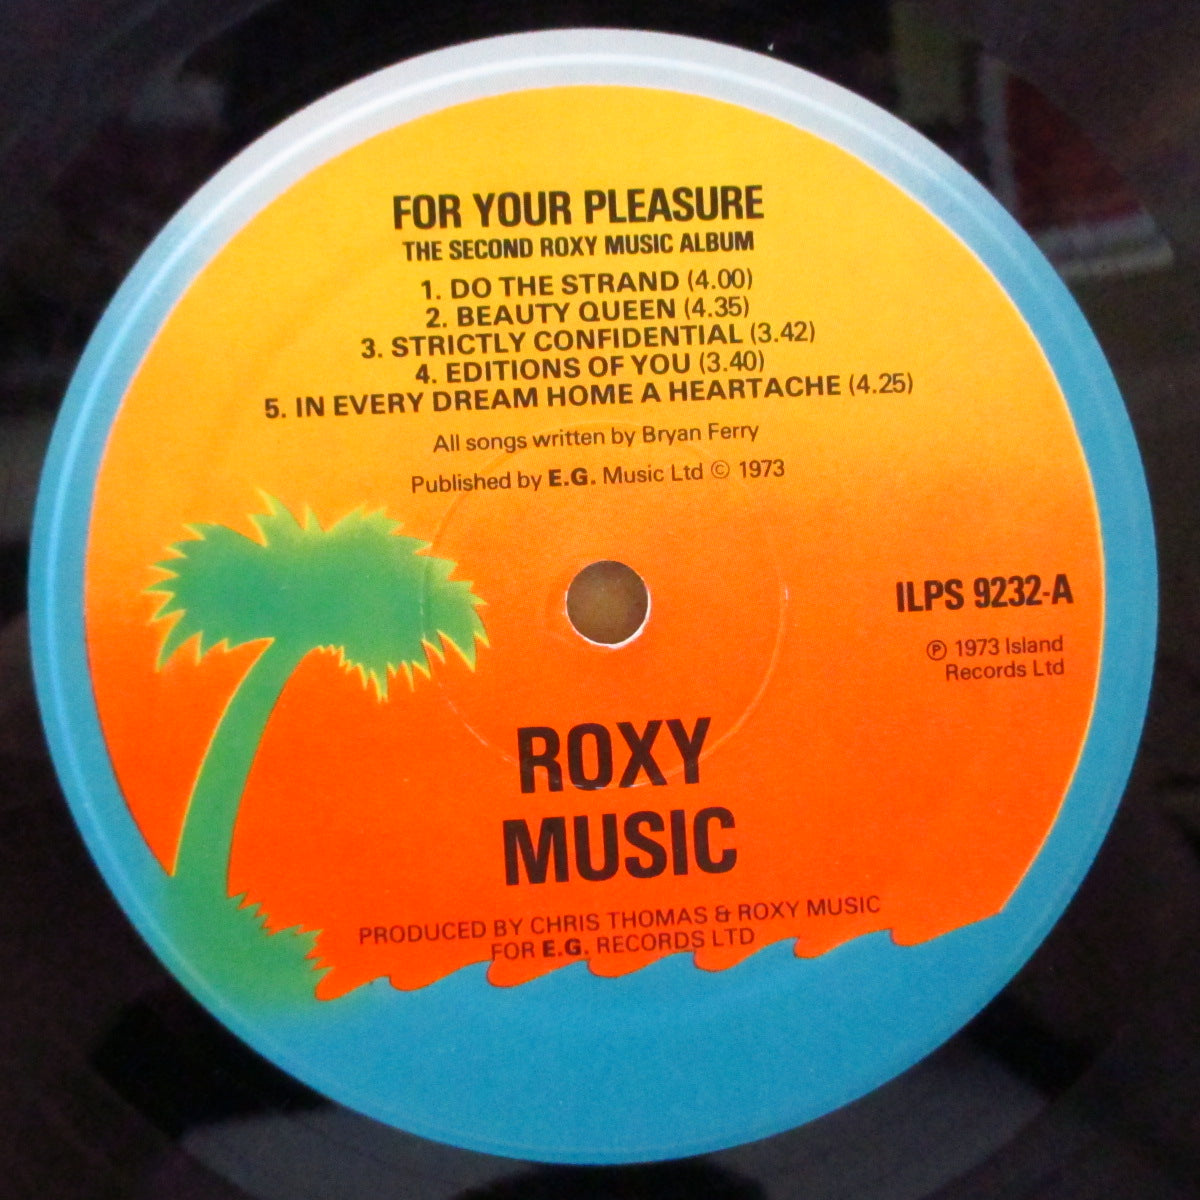 FOR YOUR PLEASURE
THE SECOND ROXY MUSIC ALBUM
1. DO THE STRAND (4.00)
2. BEAUTY QUEEN (4.35)
3. STRICTLY CONFIDENTIAL (3.42)
4. EDITIONS OF YOU (3.40)
5. IN EVERY DREAM HOME A HEARTACHE (4.25)
All songs written by Bryan Ferry
Published by E.G. Music Ltd © 1973
ILPS 9232-A
℗ 1973 Island
Records Ltd
ROXY
MUSIC
PRODUCED BY CHRIS THOMAS & ROXY MUSIC
FOR E.G. RECORDS LTD